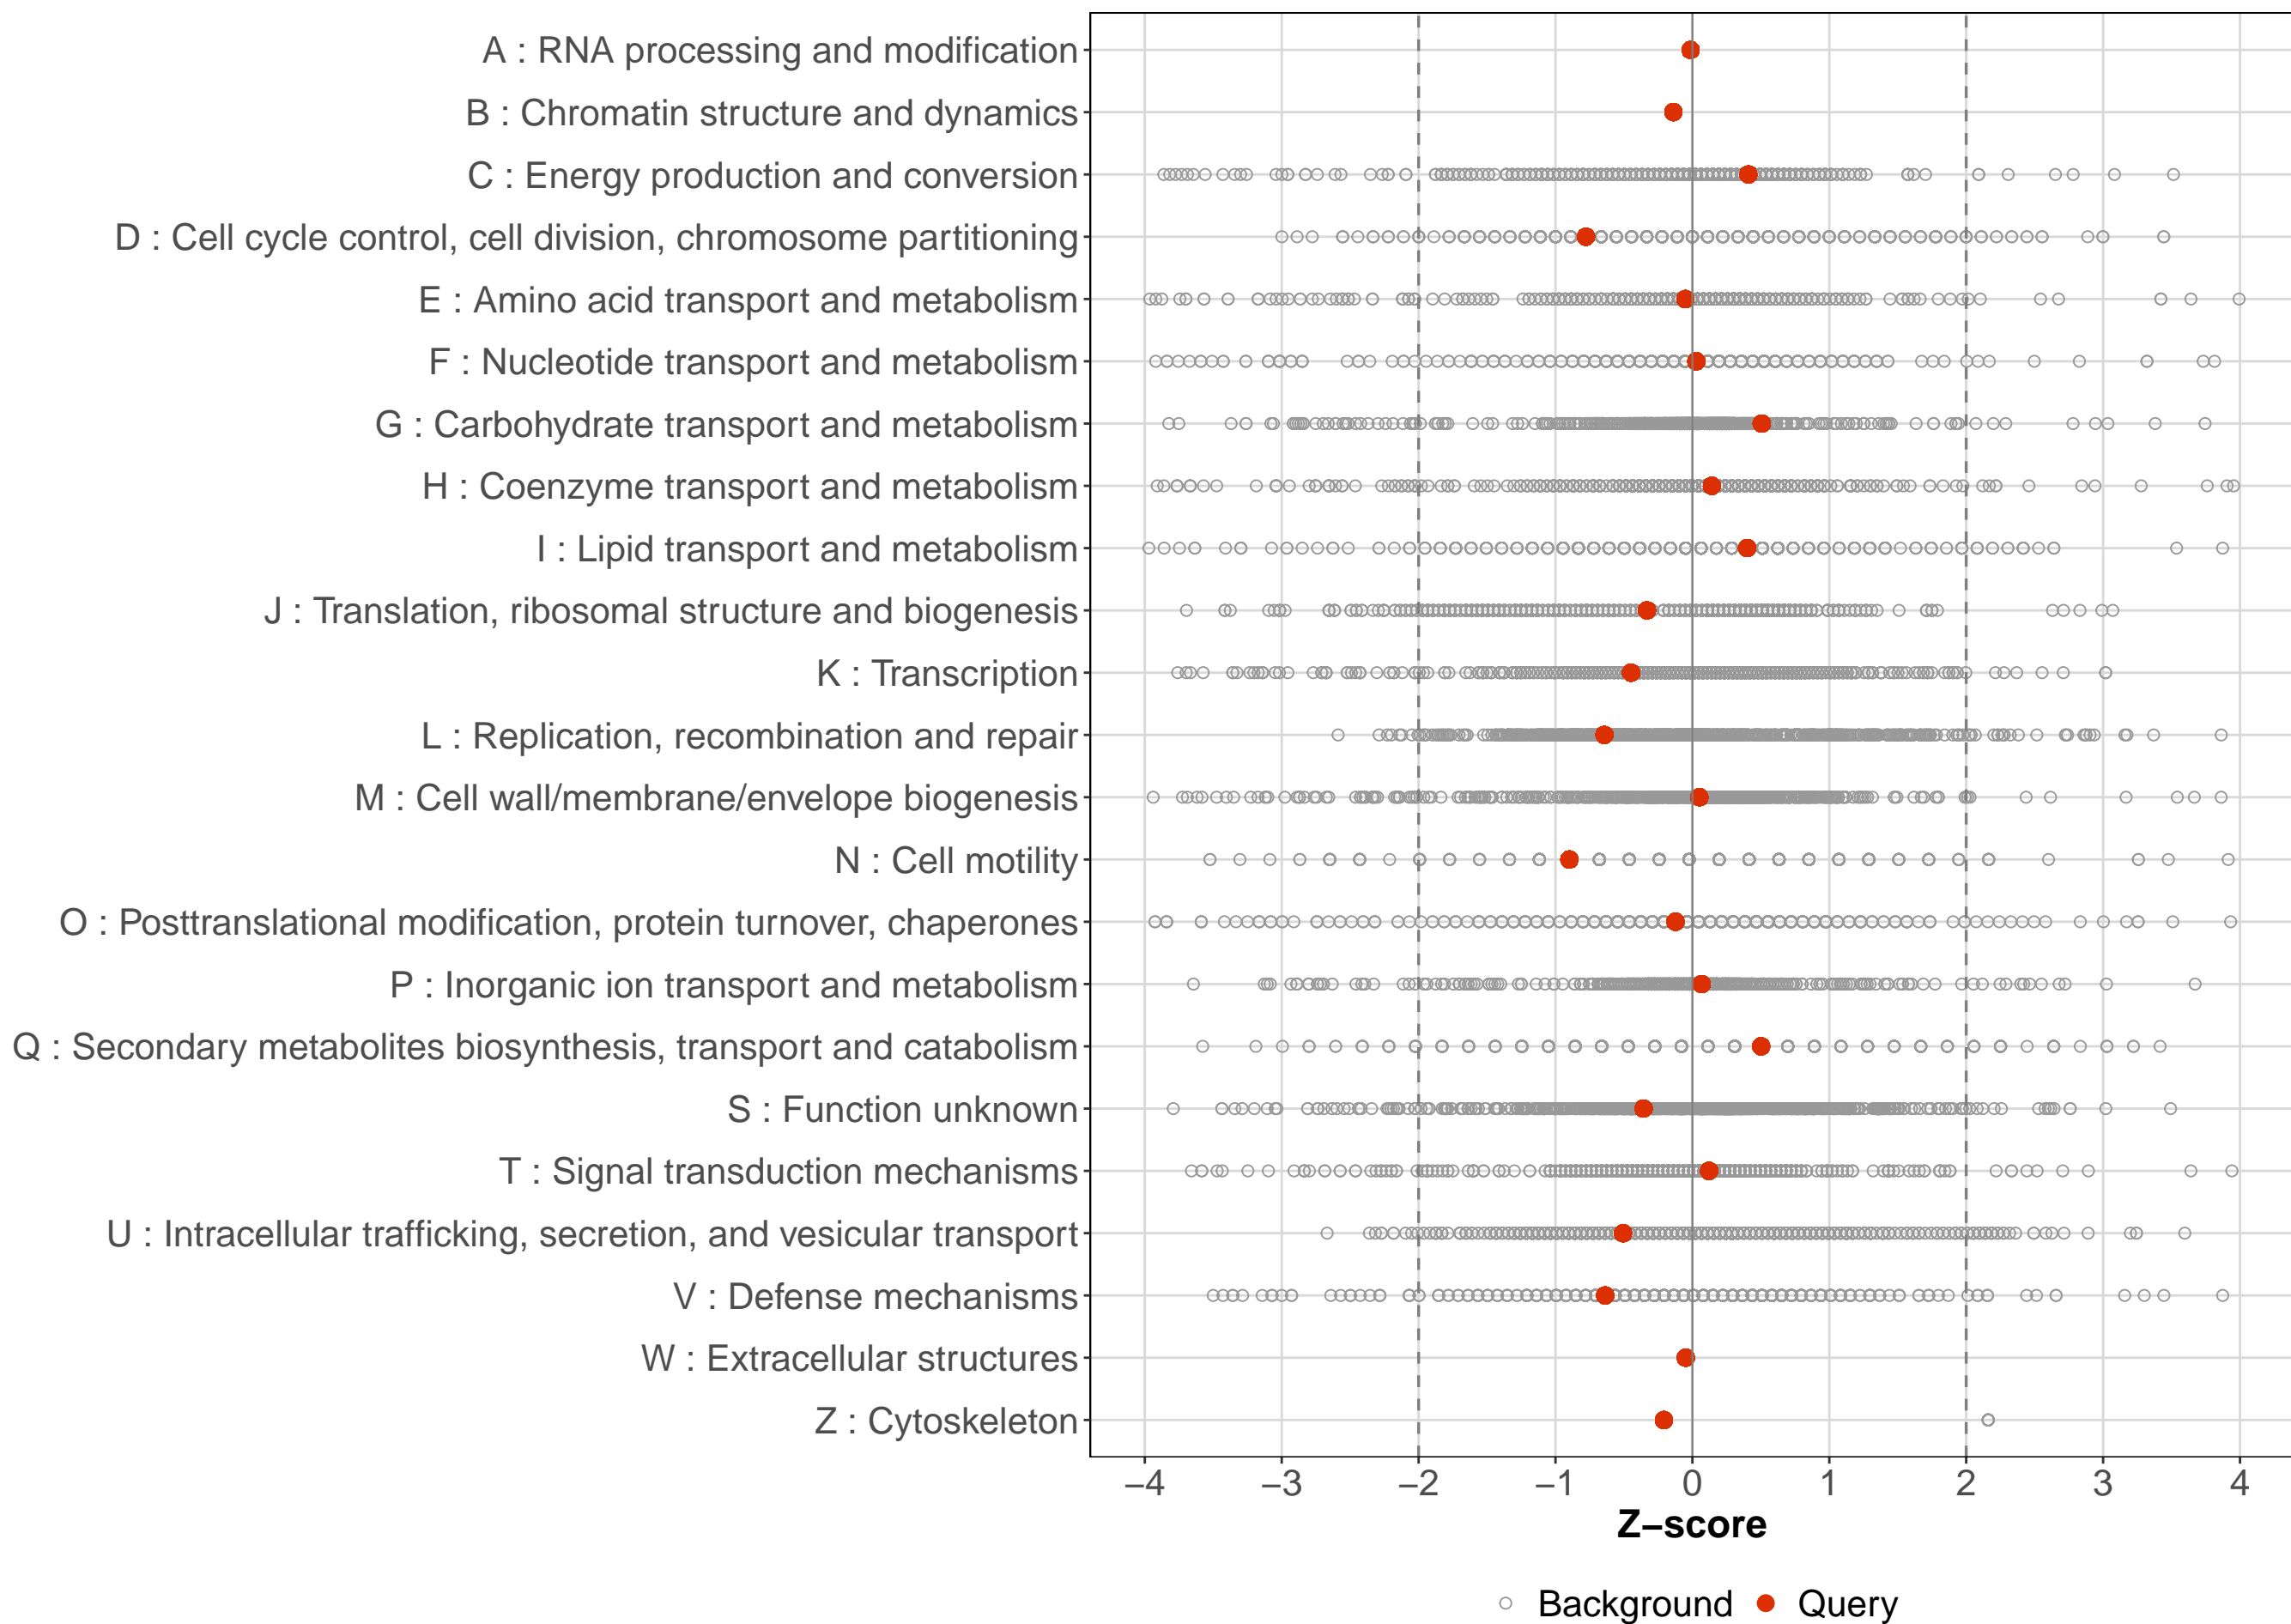 A : RNA processing and modification
B : Chromatin structure and dynamics
C : Energy production and conversion
D : Cell cycle control, cell division, chromosome partitioning
E : Amino acid transport and metabolism
F : Nucleotide transport and metabolism
G : Carbohydrate transport and metabolism
H : Coenzyme transport and metabolism
I : Lipid transport and metabolism
J : Translation, ribosomal structure and biogenesis
K : Transcription
L : Replication, recombination and repair
M : Cell wall/membrane/envelope biogenesis
N : Cell motility
O : Posttranslational modification, protein turnover, chaperones
P : Inorganic ion transport and metabolism
Q : Secondary metabolites biosynthesis, transport and catabolism
S : Function unknown
T : Signal transduction mechanisms
U : Intracellular trafficking, secretion, and vesicular transport
V : Defense mechanisms
W : Extracellular structures
Z : Cytoskeleton
−4 −3 −2 −1 0 1 2 3 4
Z−score
Background Query